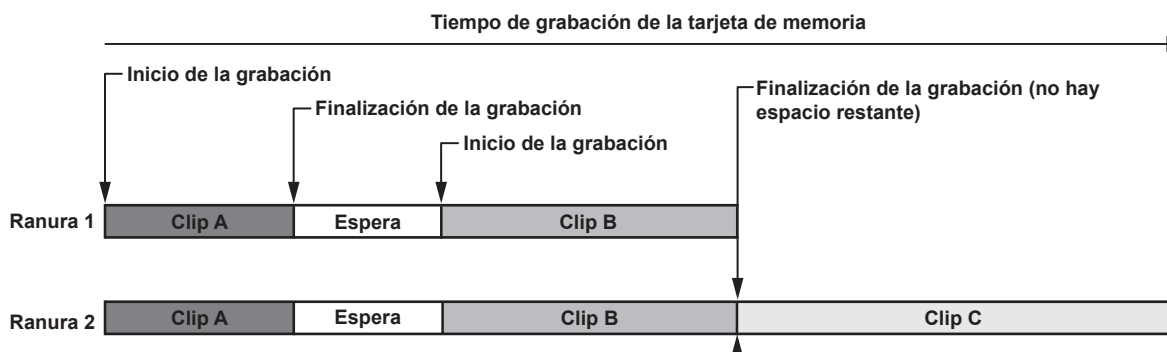 Tiempo de grabación de la tarjeta de memoria
Inicio de la grabación
Finalización de la grabación
Inicio de la grabación
Finalización de la grabación (no hay
espacio restante)
Ranura 1
Clip A
Espera
Clip B
Ranura 2
Clip A
Espera
Clip B
Clip C